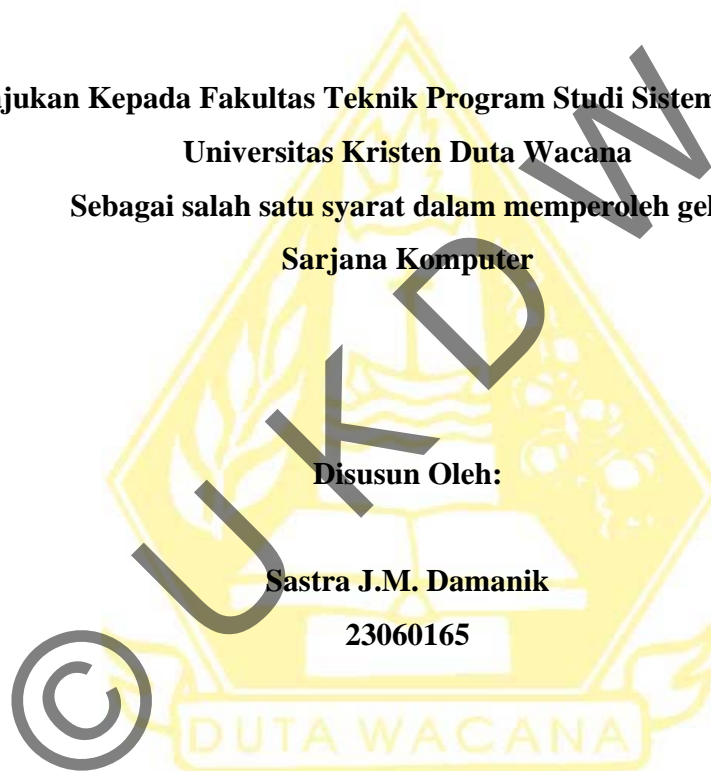 jukan Kepada Fakultas Teknik Program Studi Sistem
Universitas Kristen Duta Wacana
Sebagai salah satu syarat dalam memperoleh gel
Sarjana Komputer
Disusun Oleh:
Sastra J.M. Damanik
23060165
DUTA WACANA
© UKDW